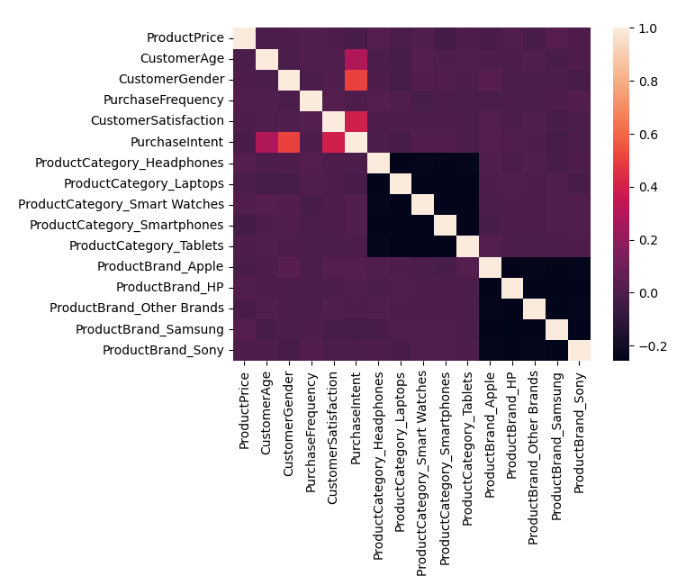 ProductPrice
CustomerAge
CustomerGender
PurchaseFrequency
CustomerSatisfaction
PurchaseIntent
ProductCategory_Headphones
ProductCategory_Laptops
ProductCategory_Smart Watches
ProductCategory_Smartphones
ProductCategory_Tablets
ProductBrand_Apple
ProductBrand_HP
ProductBrand_Other Brands
ProductBrand_Samsung
ProductBrand_Sony
ProductPrice
CustomerAge
CustomerGender
PurchaseFrequency
CustomerSatisfaction
PurchaseIntent
ProductCategory_Headphones
ProductCategory_Laptops
ProductCategory_Smart Watches
ProductCategory_Smartphones
ProductCategory_Tablets
ProductBrand_Apple
ProductBrand_HP
ProductBrand_Other Brands
ProductBrand_Samsung
ProductBrand_Sony
1.0
0.8
0.6
0.4
0.2
0.0
−0.2